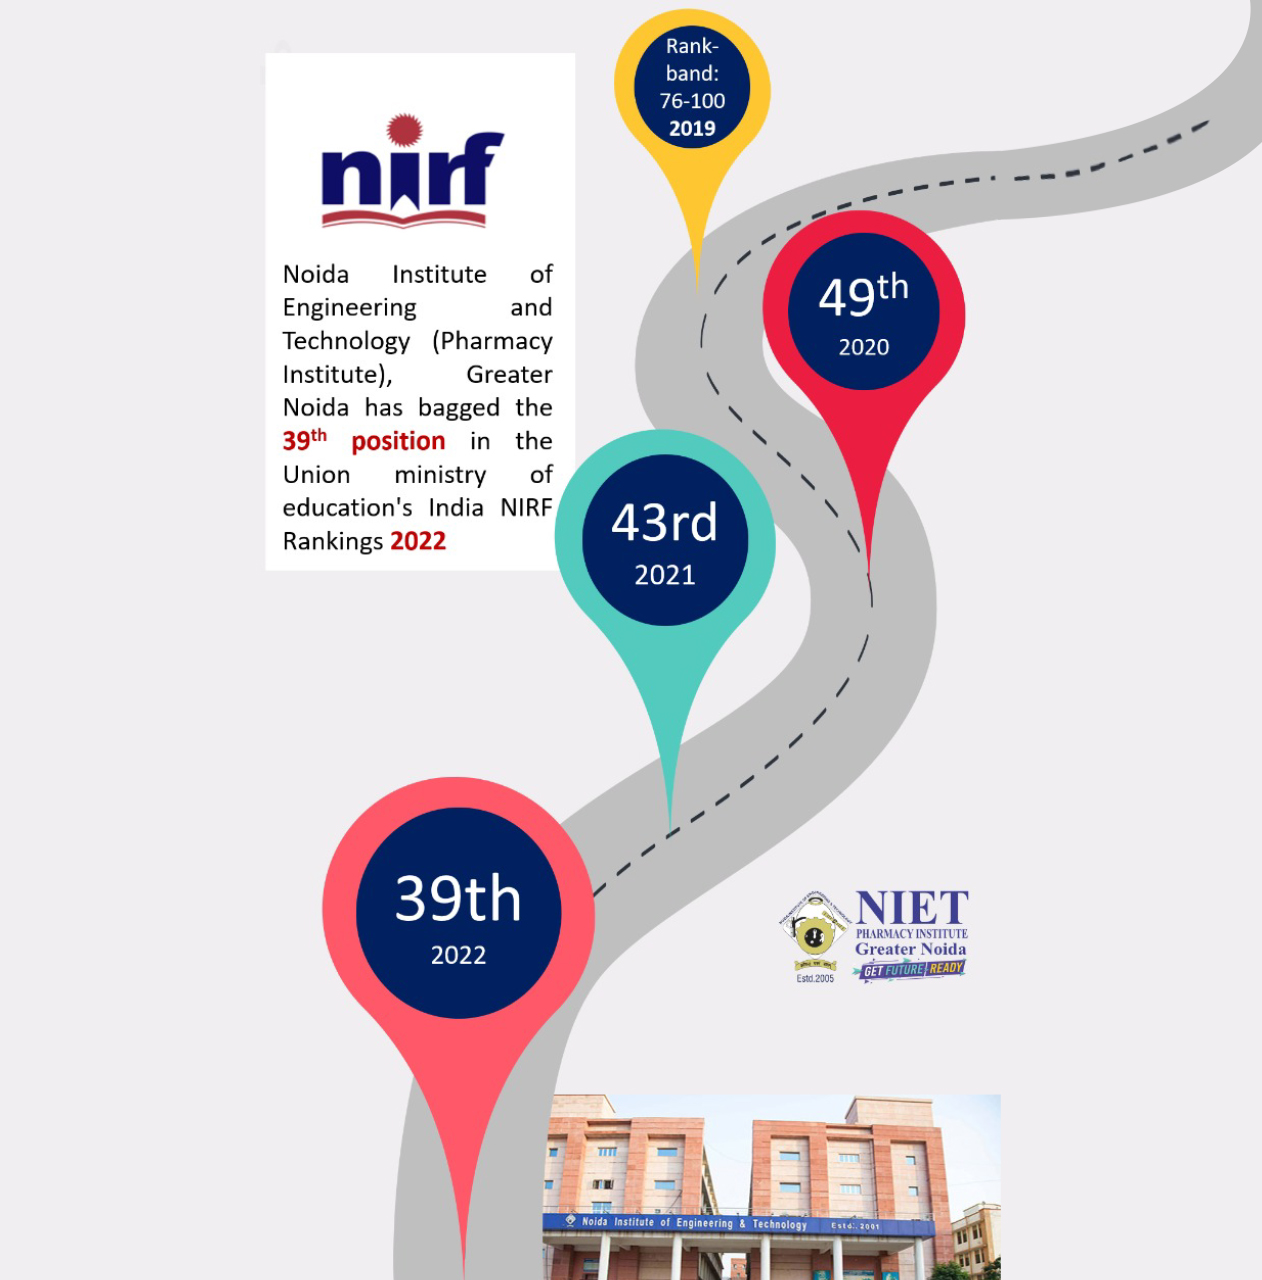 Rank-
band:
76-100
2019
nirf
Noida Institute of
Engineering and
Technology (Pharmacy
Institute), Greater
Noida has bagged the
39th position in the
Union ministry of
education's India NIRF
Rankings 2022
49th
2020
43rd
2021
39th
2022
NIET
PHARMACY INSTITUTE
Greater Noida
GET FUTURE READY
Estd.2005
Noida Institute of Engineering & Technology Estd. 2001